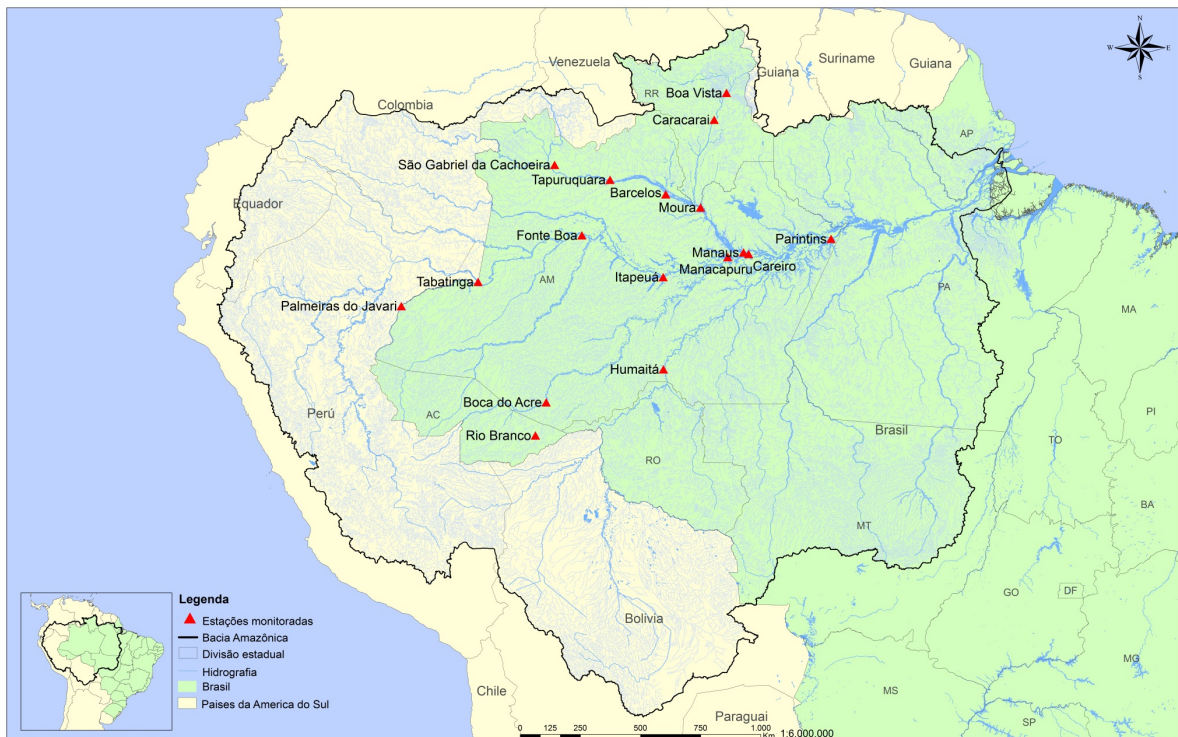 N
W
E
S
Venezuela
Suriname
Guiana
Guiana
Colombia
RR
Boa Vista
Caracarai
AP
São Gabriel da Cachoeira
Tapuruquara
Barcelos
Moura
Equador
Fonte Boa
Parintins
Manaus
Careiro
Manacapuru
Itapeuá
Tabatinga
AM
PA
Palmeiras do Javari
MA
Humaitá
Perú
Boca do Acre
AC
Rio Branco
Brasil
PI
TO
RO
BA
MT
GO
DF
Bolivia
MG
Chile
MS
Paraguai
SP
Legenda
Estações monitoradas
Bacia Amazônica
Divisão estadual
Hidrografia
Brasil
Paises da America do Sul
0 125 250 500 750 1.000
Km 1:6.000.000